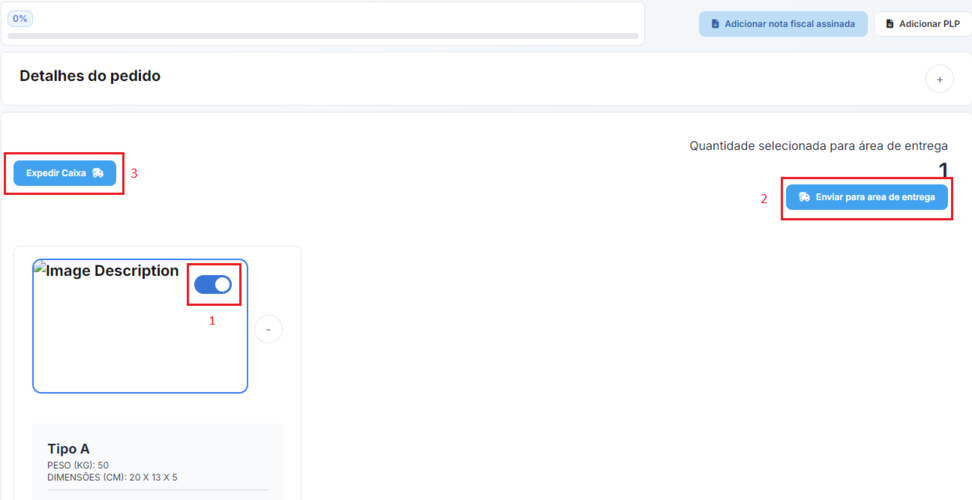 0%
Adicionar nota fiscal assinada
Adicionar PLP
Detalhes do pedido
+
Quantidade selecionada para área de entrega
1
Expedir Caixa
3
2
Enviar para area de entrega
Image Description
1
-
Tipo A
PESO (KG): 50
DIMENSÕES (CM): 20 X 13 X 5